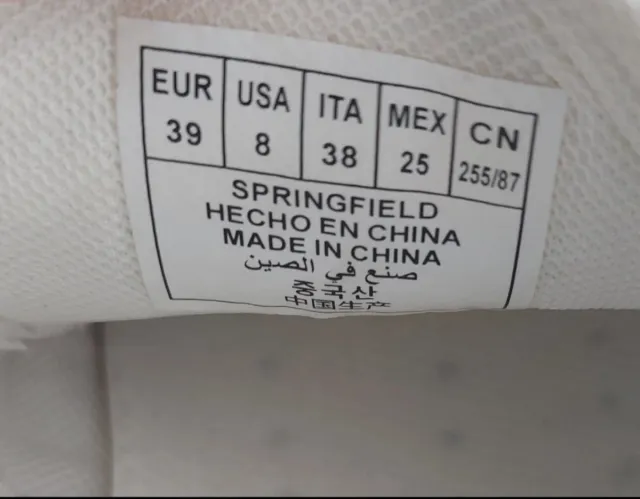 EUR USA ITA MEX CN
39 8 38 25 255/87
SPRINGFIELD
HECHO EN CHINA
MADE IN CHINA
صنع في الصين
중국산
中国生产